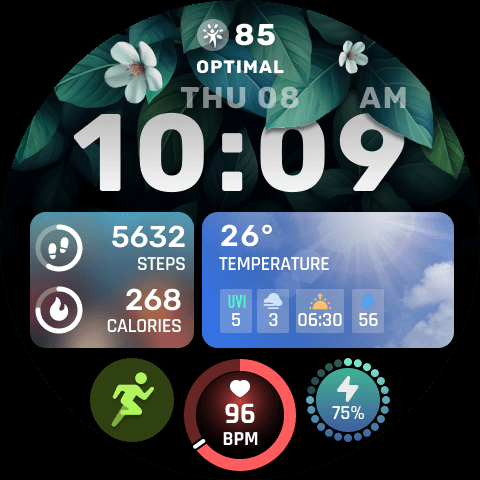 85
OPTIMAL
THU 08 AM
10:09
5632
STEPS
268
CALORIES
26°
TEMPERATURE
UVI
5 3 06:30 56
96
BPM
75%